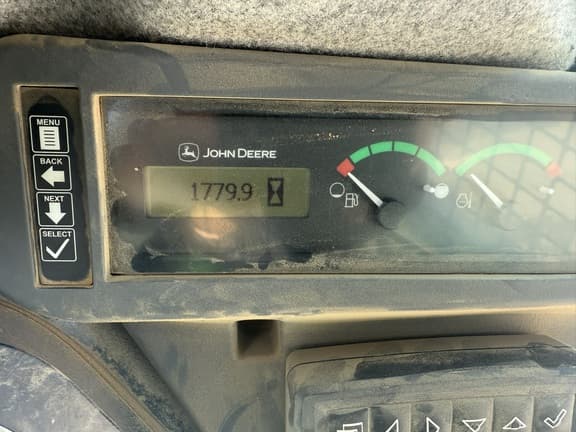 MENU
BACK
NEXT
SELECT
JOHN DEERE
1779.9